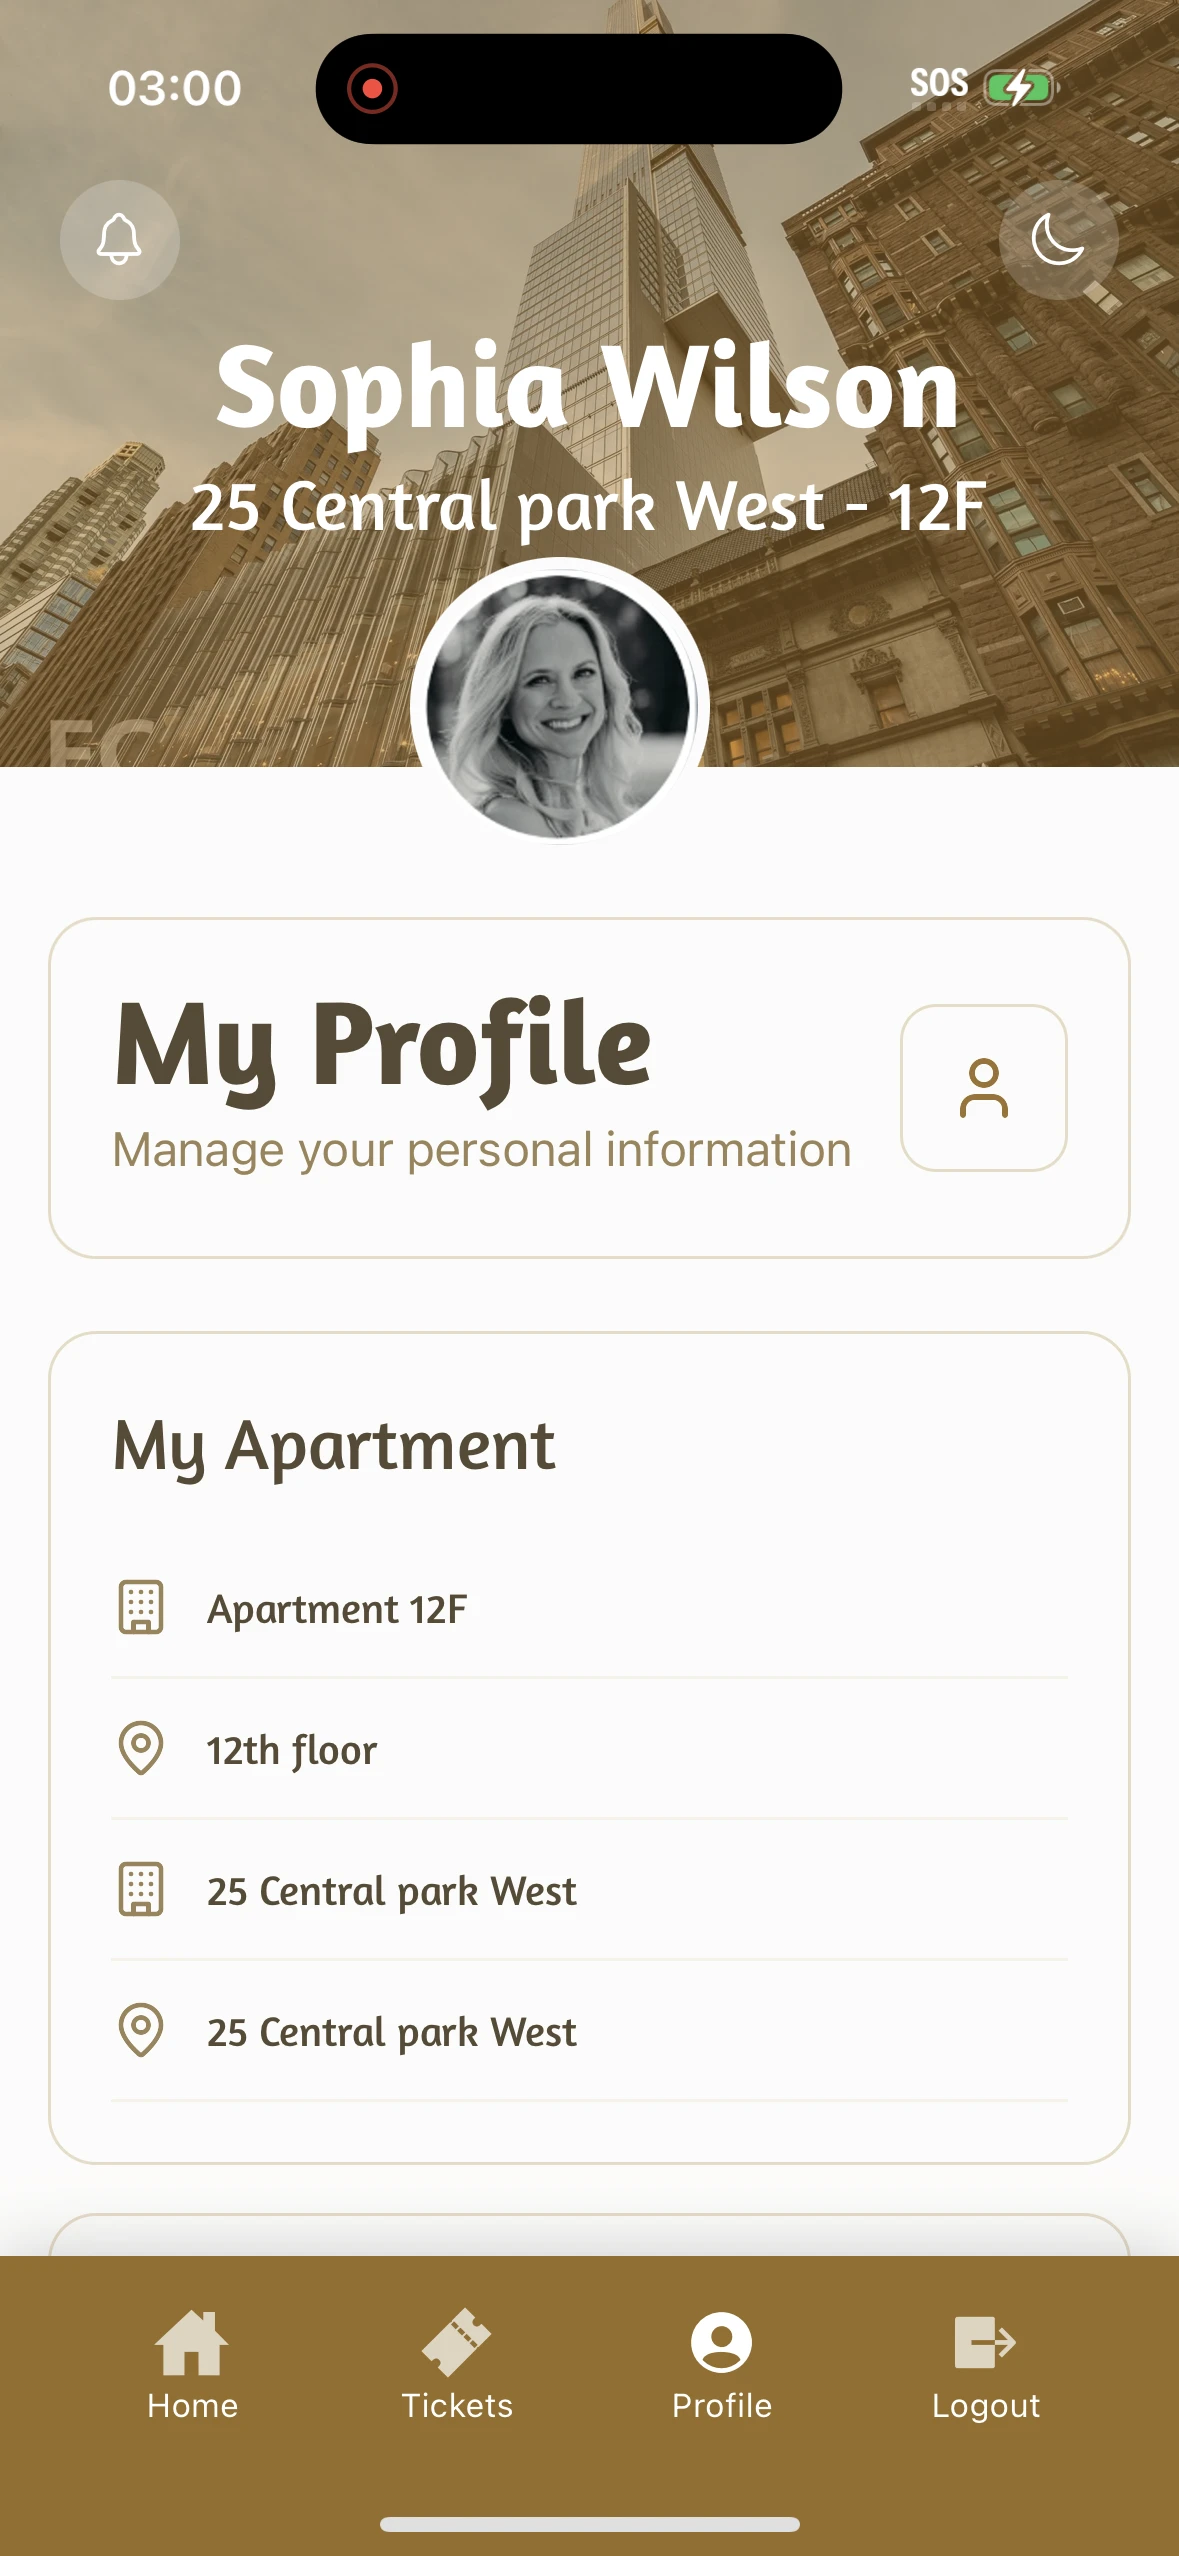 03:00
SOS
Sophia Wilson
25 Central park West - 12F
My Profile
Manage your personal information
My Apartment
Apartment 12F
12th floor
25 Central park West
25 Central park West
Home
Tickets
Profile
Logout